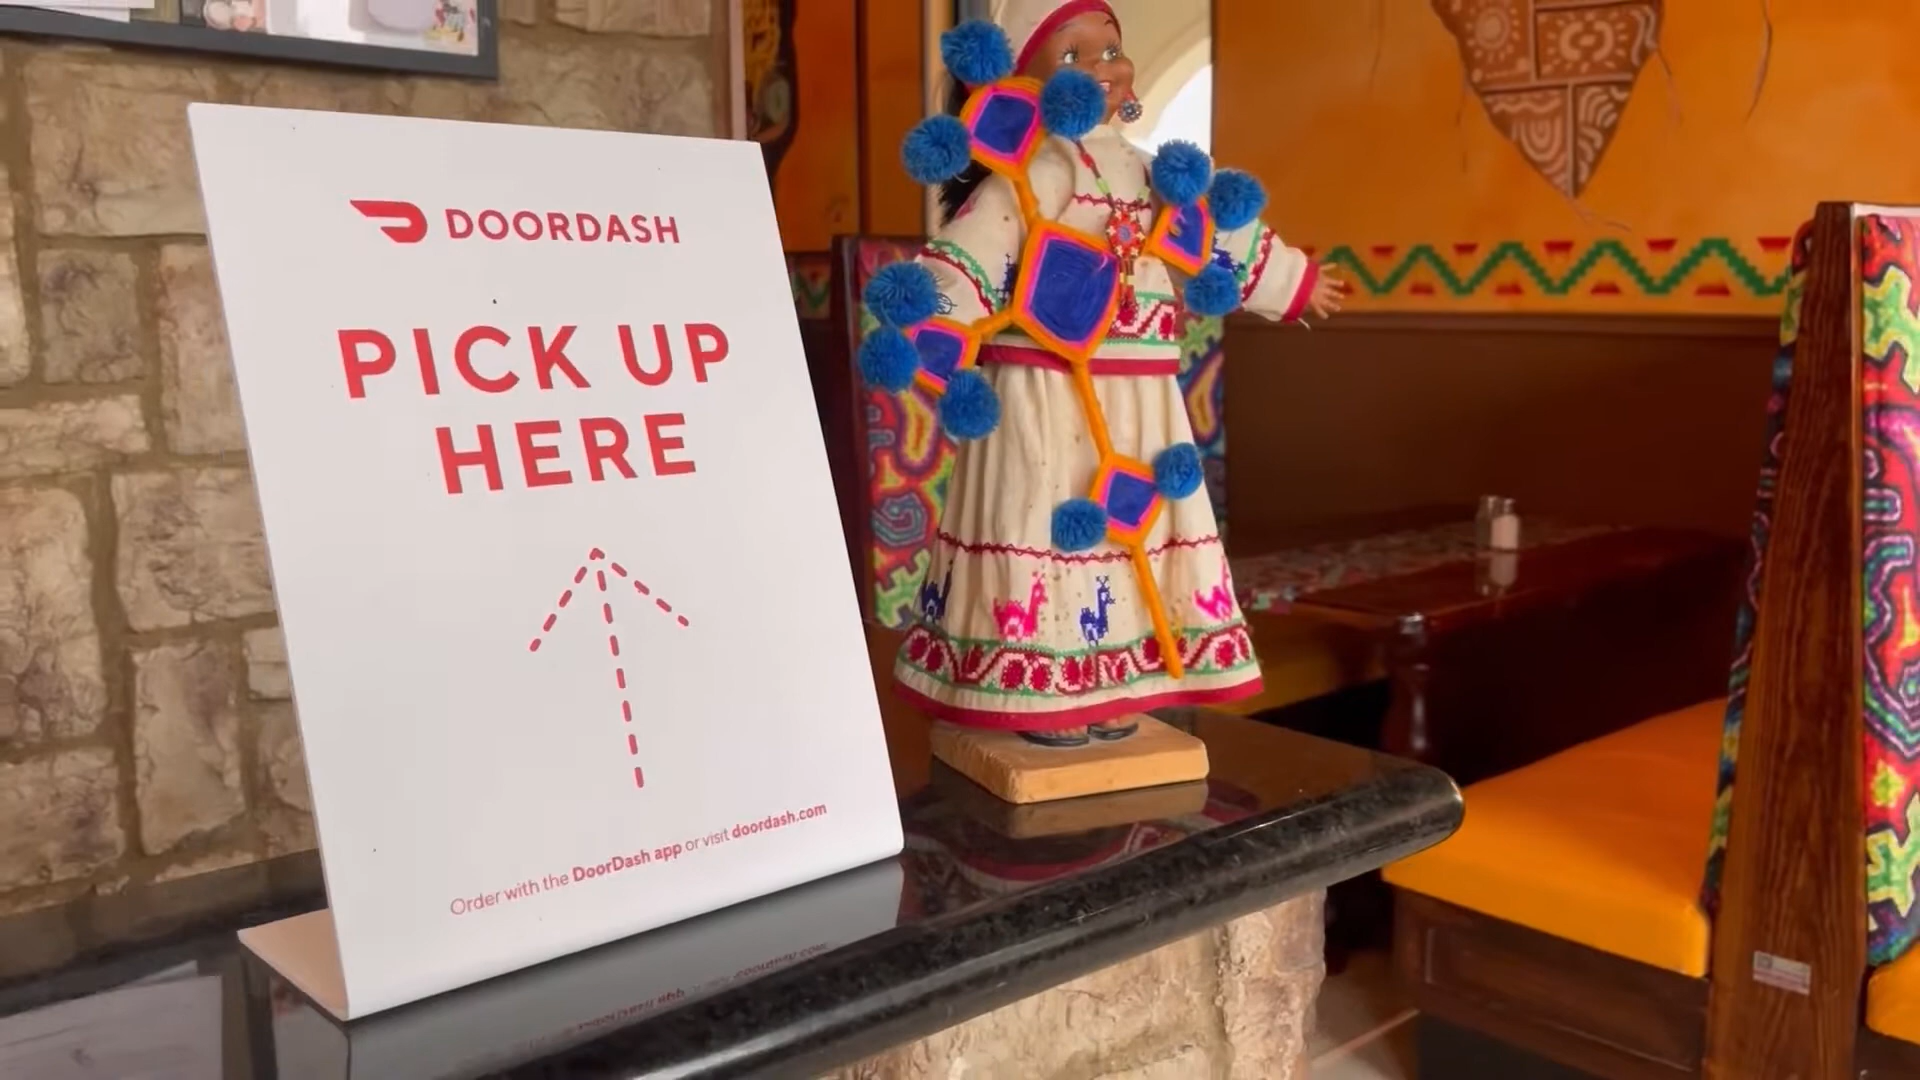 DOORDASH
PICK UP
HERE
Order with the DoorDash app or visit doordash.com